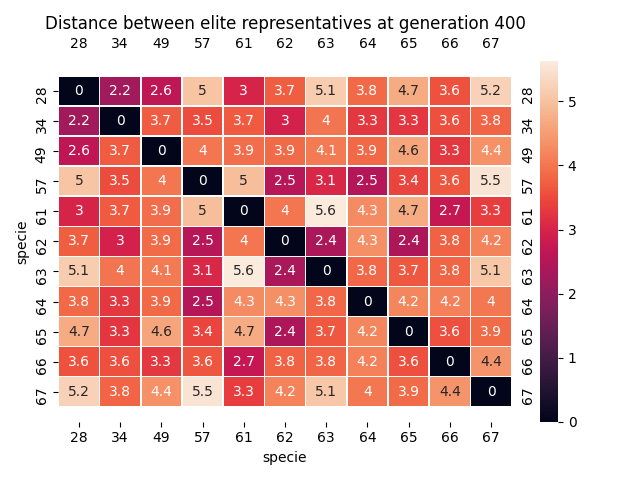 Distance between elite representatives at generation 400
28 34 49 57 61 62 63 64 65 66 67
28 0 2.2 2.6 5 3 3.7 5.1 3.8 4.7 3.6 5.2 28
34 2.2 0 3.7 3.5 3.7 3 4 3.3 3.3 3.6 3.8 34
49 2.6 3.7 0 4 3.9 3.9 4.1 3.9 4.6 3.3 4.4 49
57 5 3.5 4 0 5 2.5 3.1 2.5 3.4 3.6 5.5 57
61 3 3.7 3.9 5 0 4 5.6 4.3 4.7 2.7 3.3 61
62 3.7 3 3.9 2.5 4 0 2.4 4.3 2.4 3.8 4.2 62
63 5.1 4 4.1 3.1 5.6 2.4 0 3.8 3.7 3.8 5.1 63
64 3.8 3.3 3.9 2.5 4.3 4.3 3.8 0 4.2 4.2 4 64
65 4.7 3.3 4.6 3.4 4.7 2.4 3.7 4.2 0 3.6 3.9 65
66 3.6 3.6 3.3 3.6 2.7 3.8 3.8 4.2 3.6 0 4.4 66
67 5.2 3.8 4.4 5.5 3.3 4.2 5.1 4 3.9 4.4 0 67
28 34 49 57 61 62 63 64 65 66 67
specie
specie
5
4
3
2
1
0